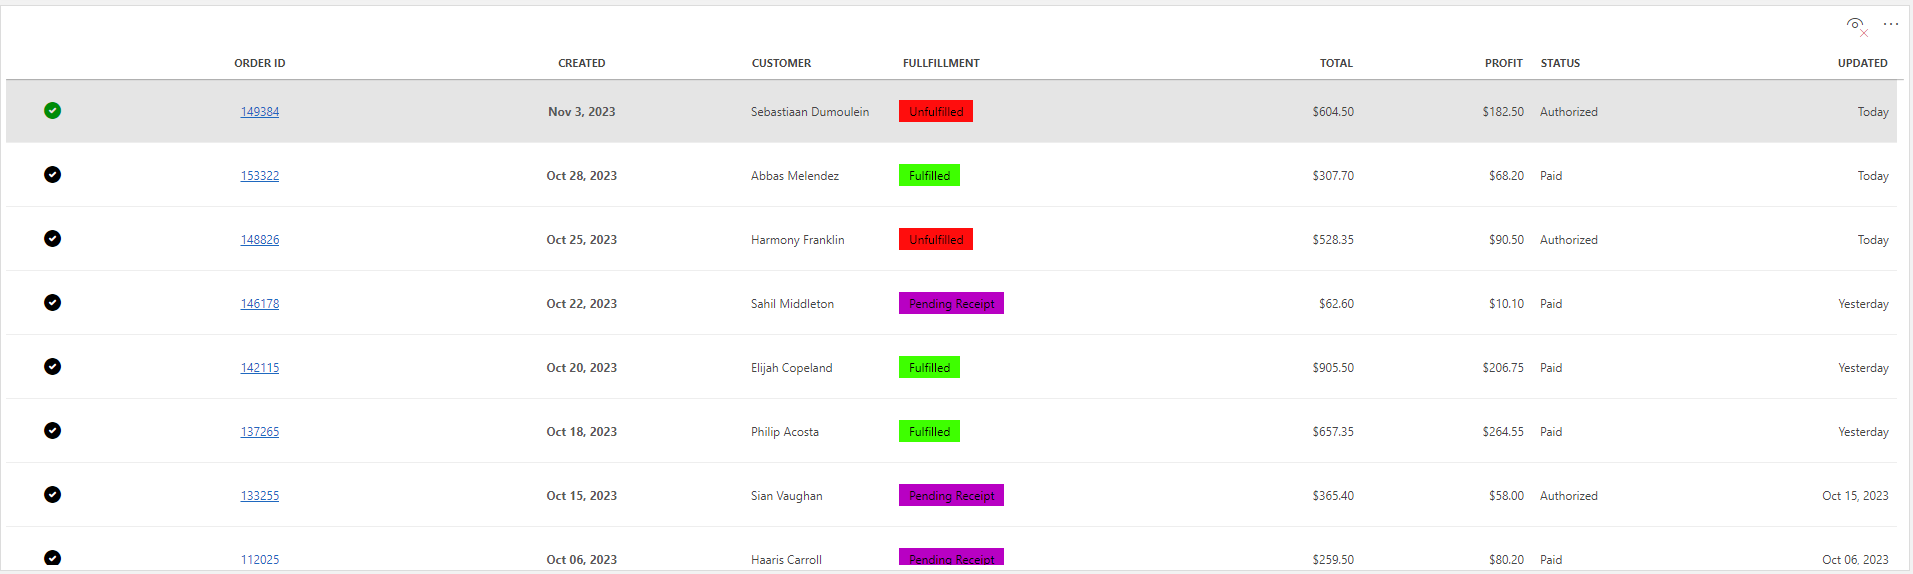 ORDER ID CREATED CUSTOMER FULLFILLMENT TOTAL PROFIT STATUS UPDATED
149384 Nov 3, 2023 Sebastiaan Dumoulein Unfulfilled $604.50 $182.50 Authorized Today
153322 Oct 28, 2023 Abbas Melendez Fulfilled $307.70 $68.20 Paid Today
148826 Oct 25, 2023 Harmony Franklin Unfulfilled $528.35 $90.50 Authorized Today
146178 Oct 22, 2023 Sahil Middleton Pending Receipt $62.60 $10.10 Paid Yesterday
142115 Oct 20, 2023 Elijah Copeland Fulfilled $905.50 $206.75 Paid Yesterday
137265 Oct 18, 2023 Philip Acosta Fulfilled $657.35 $264.55 Paid Yesterday
133255 Oct 15, 2023 Sian Vaughan Pending Receipt $365.40 $58.00 Authorized Oct 15, 2023
112025 Oct 06, 2023 Haaris Carroll Pending Receipt $259.50 $80.20 Paid Oct 06, 2023